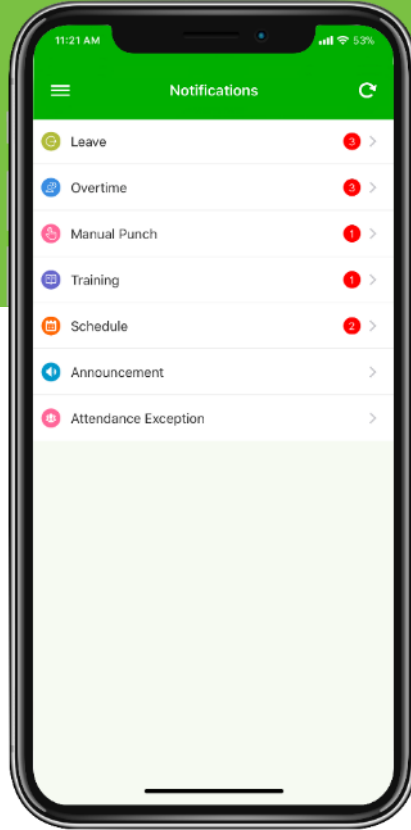 11:21 AM 53%
Notifications
Leave 3
Overtime 3
Manual Punch 1
Training 1
Schedule 2
Announcement
Attendance Exception